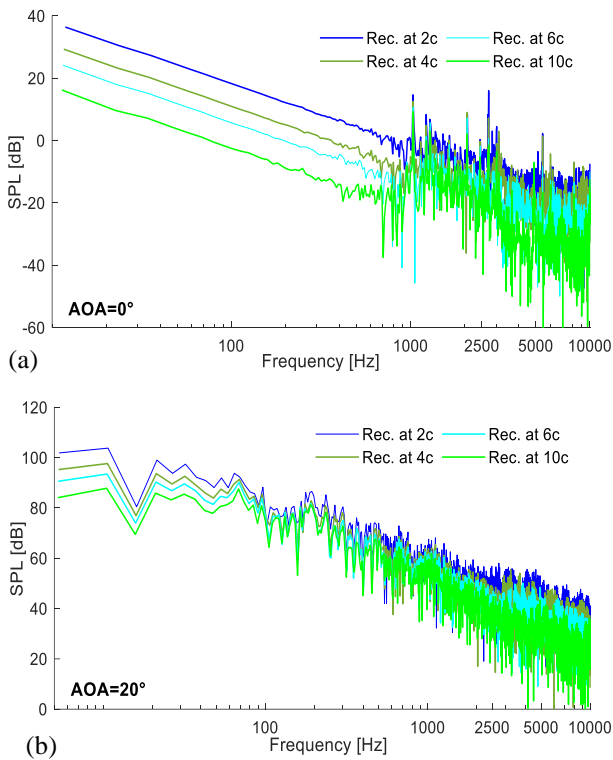 60
40
20
0
-20
-40
-60
SPL [dB]
Rec. at 2c
Rec. at 6c
Rec. at 4c
Rec. at 10c
AOA=0°
100
1000
2500
5000
10000
Frequency [Hz]
(a)
120
100
80
60
40
20
0
SPL [dB]
Rec. at 2c
Rec. at 6c
Rec. at 4c
Rec. at 10c
AOA=20°
100
1000
2500
5000
10000
Frequency [Hz]
(b)